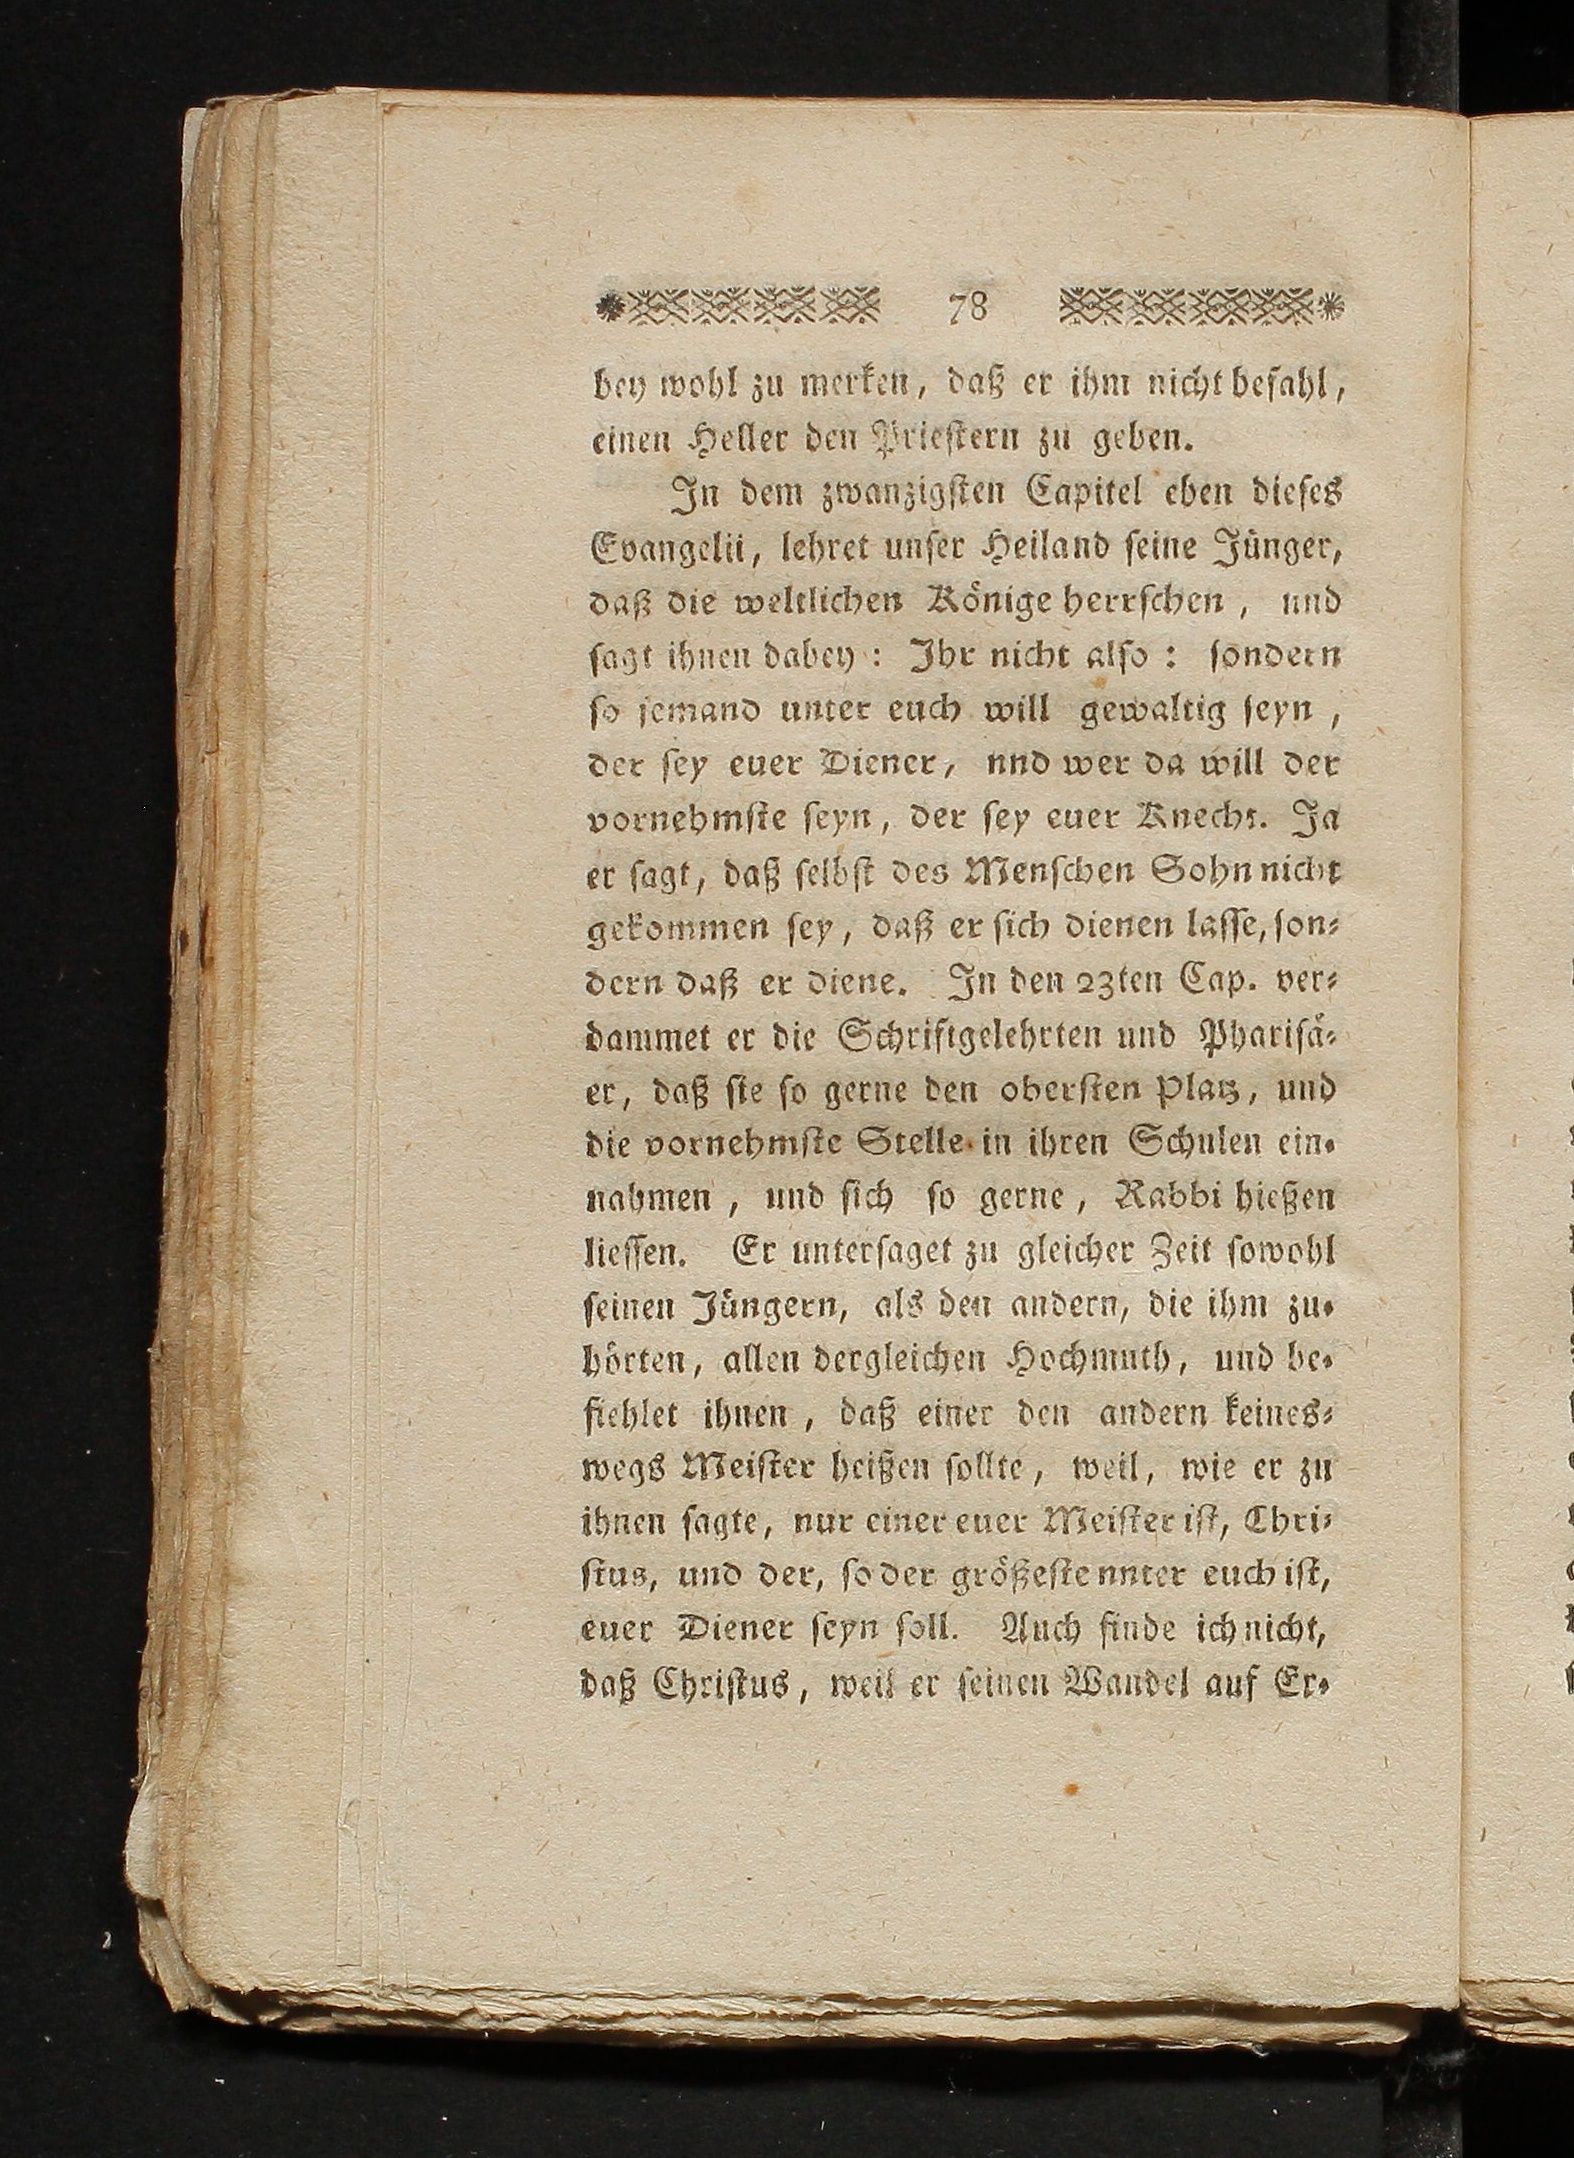 78
bey wohl zu merken, daß er ihm nicht befahl,
einen Heller den Priestern zu geben.
In dem zwanzigsten Capitel eben dieses
Evangelii, lehret unser Heiland seine Jünger,
daß die weltlichen Könige herrschen, und
sagt ihnen dabey: Ihr nicht also: sondern
so jemand unter euch will gewaltig seyn,
der sey euer Diener, nnd wer da will der
vornehmste seyn, der sey euer Knecht. Ja
er sagt, daß selbst des Menschen Sohn nicht
gekommen sey, daß er sich dienen lasse, son-
dern daß er diene. In den 23ten Cap. ver-
dammet er die Schriftgelehrten und Pharisä-
er, daß sie so gerne den obersten Platz, und
die vornehmste Stelle in ihren Schulen ein-
nahmen, und sich so gerne, Rabbi hießen
liessen. Er untersaget zu gleicher Zeit sowohl
seinen Jüngern, als den andern, die ihm zu-
hörten, allen dergleichen Hochmuth, und be-
fiehlet ihnen, daß einer den andern keines-
wegs Meister heißen sollte, weil, wie er zu
ihnen sagte, nur einer euer Meister ist, Chri-
stus, und der, so der größeste nnter euch ist,
euer Diener seyn soll. Auch finde ich nicht,
daß Christus, weil er seinen Wandel auf Er-